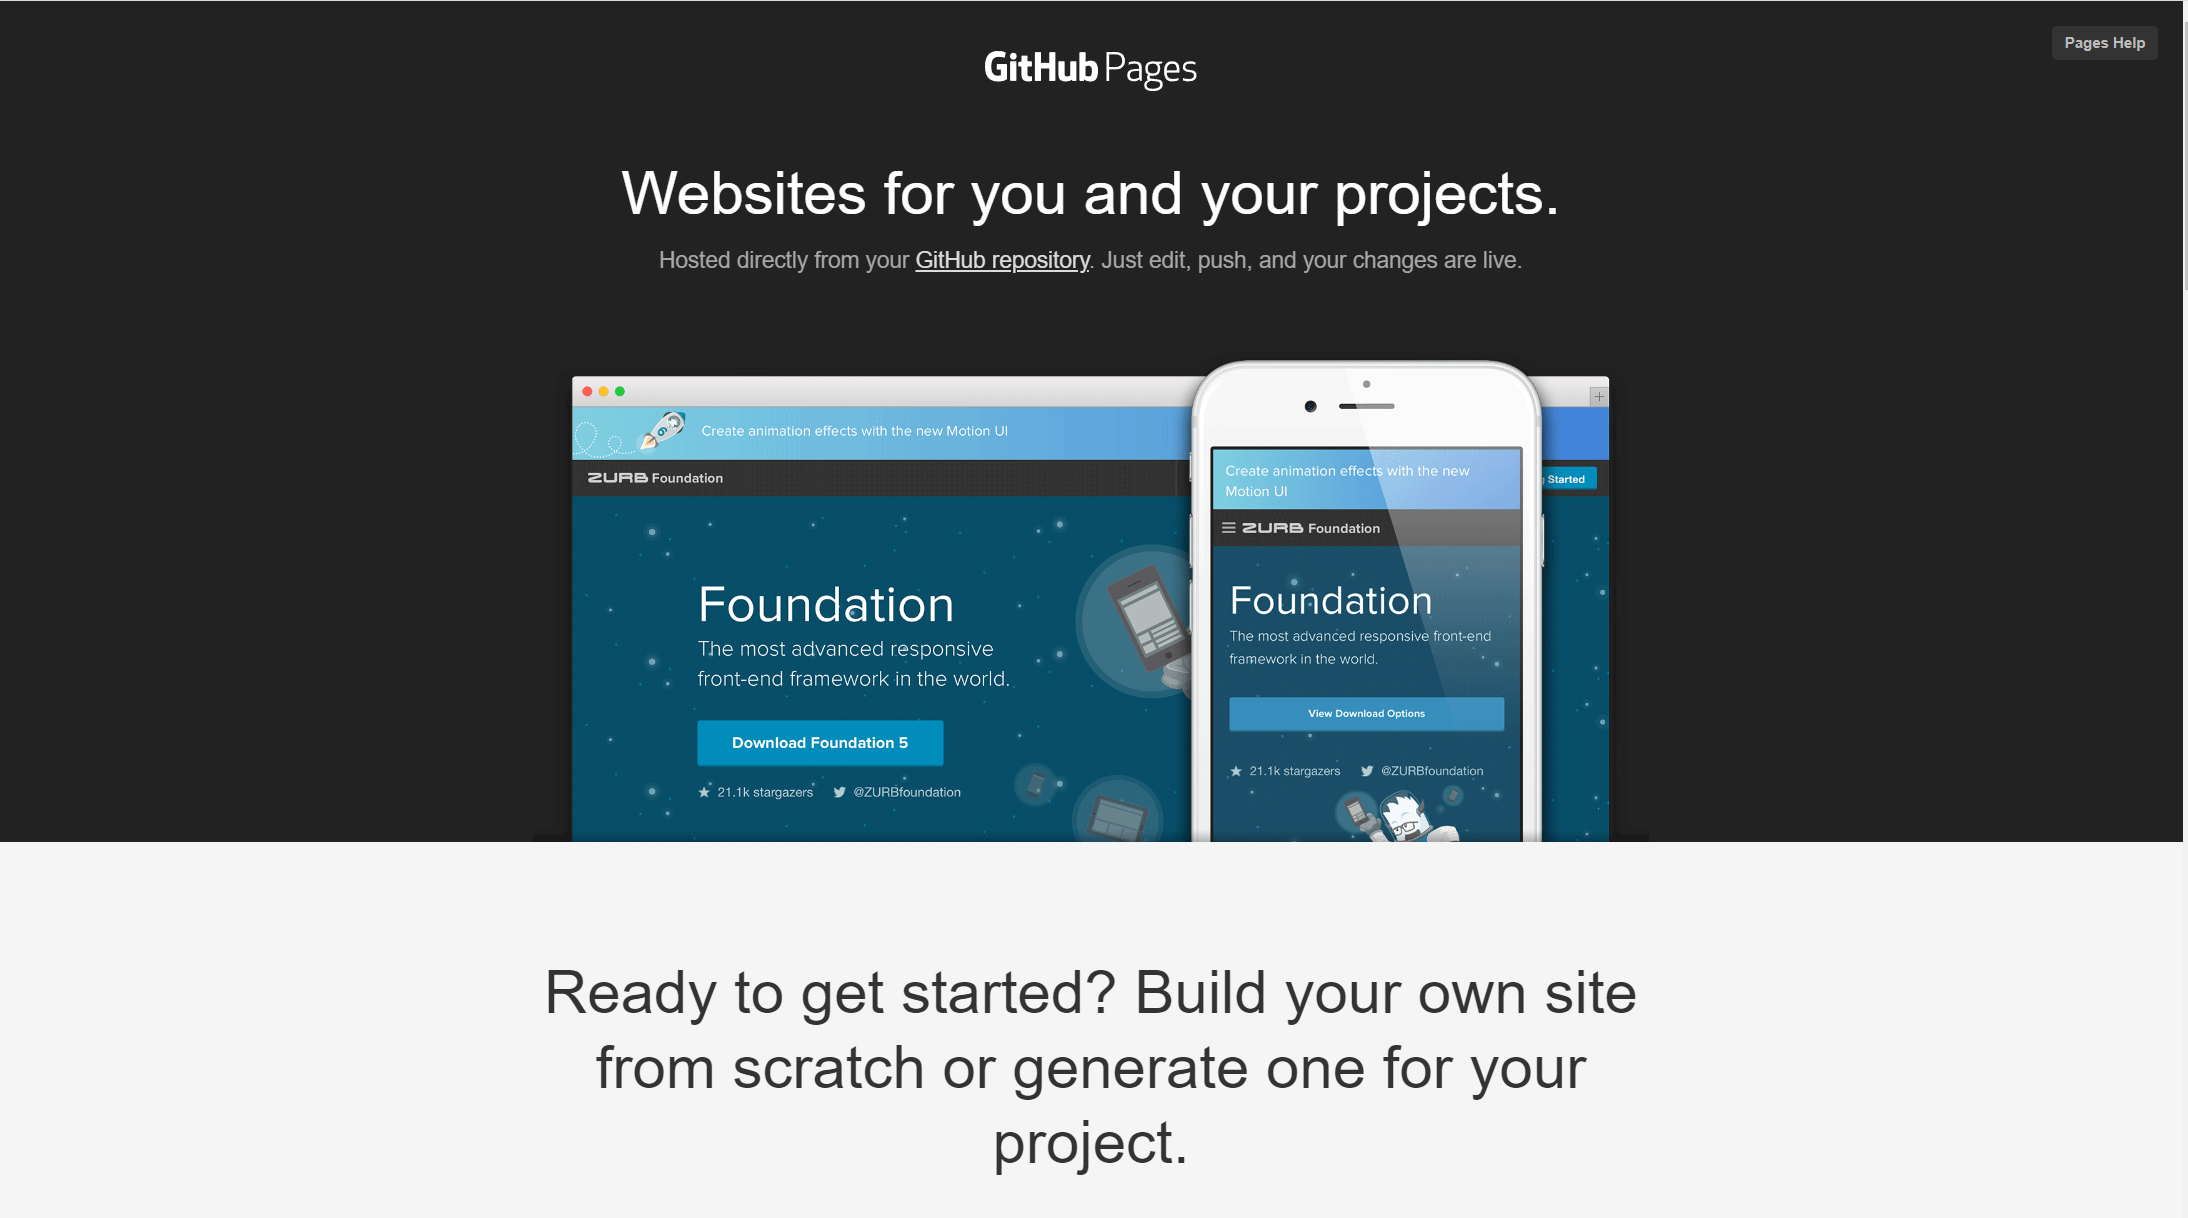 Pages Help
GitHub Pages
Websites for you and your projects.
Hosted directly from your GitHub repository. Just edit, push, and your changes are live.
Create animation effects with the new Motion UI
ZURB Foundation
Started
Foundation
The most advanced responsive
front-end framework in the world.
Download Foundation 5
21.1k stargazers @ZURBfoundation
Create animation effects with the new
Motion UI
ZURB Foundation
Foundation
The most advanced responsive front-end
framework in the world.
View Download Options
21.1k stargazers @ZURBfoundation
Ready to get started? Build your own site
from scratch or generate one for your
project.